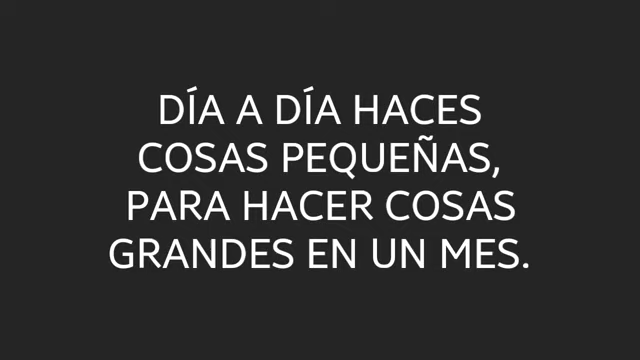 DÍA A DÍA HACES
COSAS PEQUEÑAS,
PARA HACER COSAS
GRANDES EN UN MES.